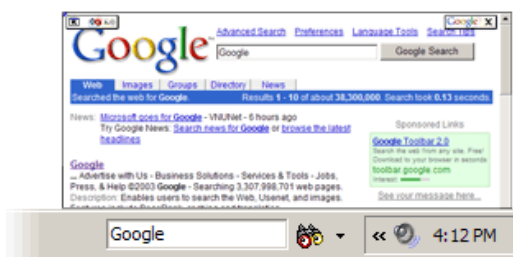 Google X
Google Advanced Search Preferences Language Tools Search Tips
Google Google Search
Web Images Groups Directory News
Searched the web for Google. Results 1 - 10 of about 38,300,000. Search took 0.13 seconds
News: Microsoft goes for Google - VNUNet - 6 hours ago
Try Google News: Search news for Google or browse the latest
headlines
Google
... Advertise with Us - Business Solutions - Services & Tools - Jobs,
Press, & Help ©2003 Google - Searching 3,307,998,701 web pages.
Description: Enables users to search the Web, Usenet, and images.
Sponsored Links
Google Toolbar 2.0
Search the web from any site. Free!
Download to your browser in seconds
toolbar.google.com
Interest:
See your message here...
Google « 4:12 PM